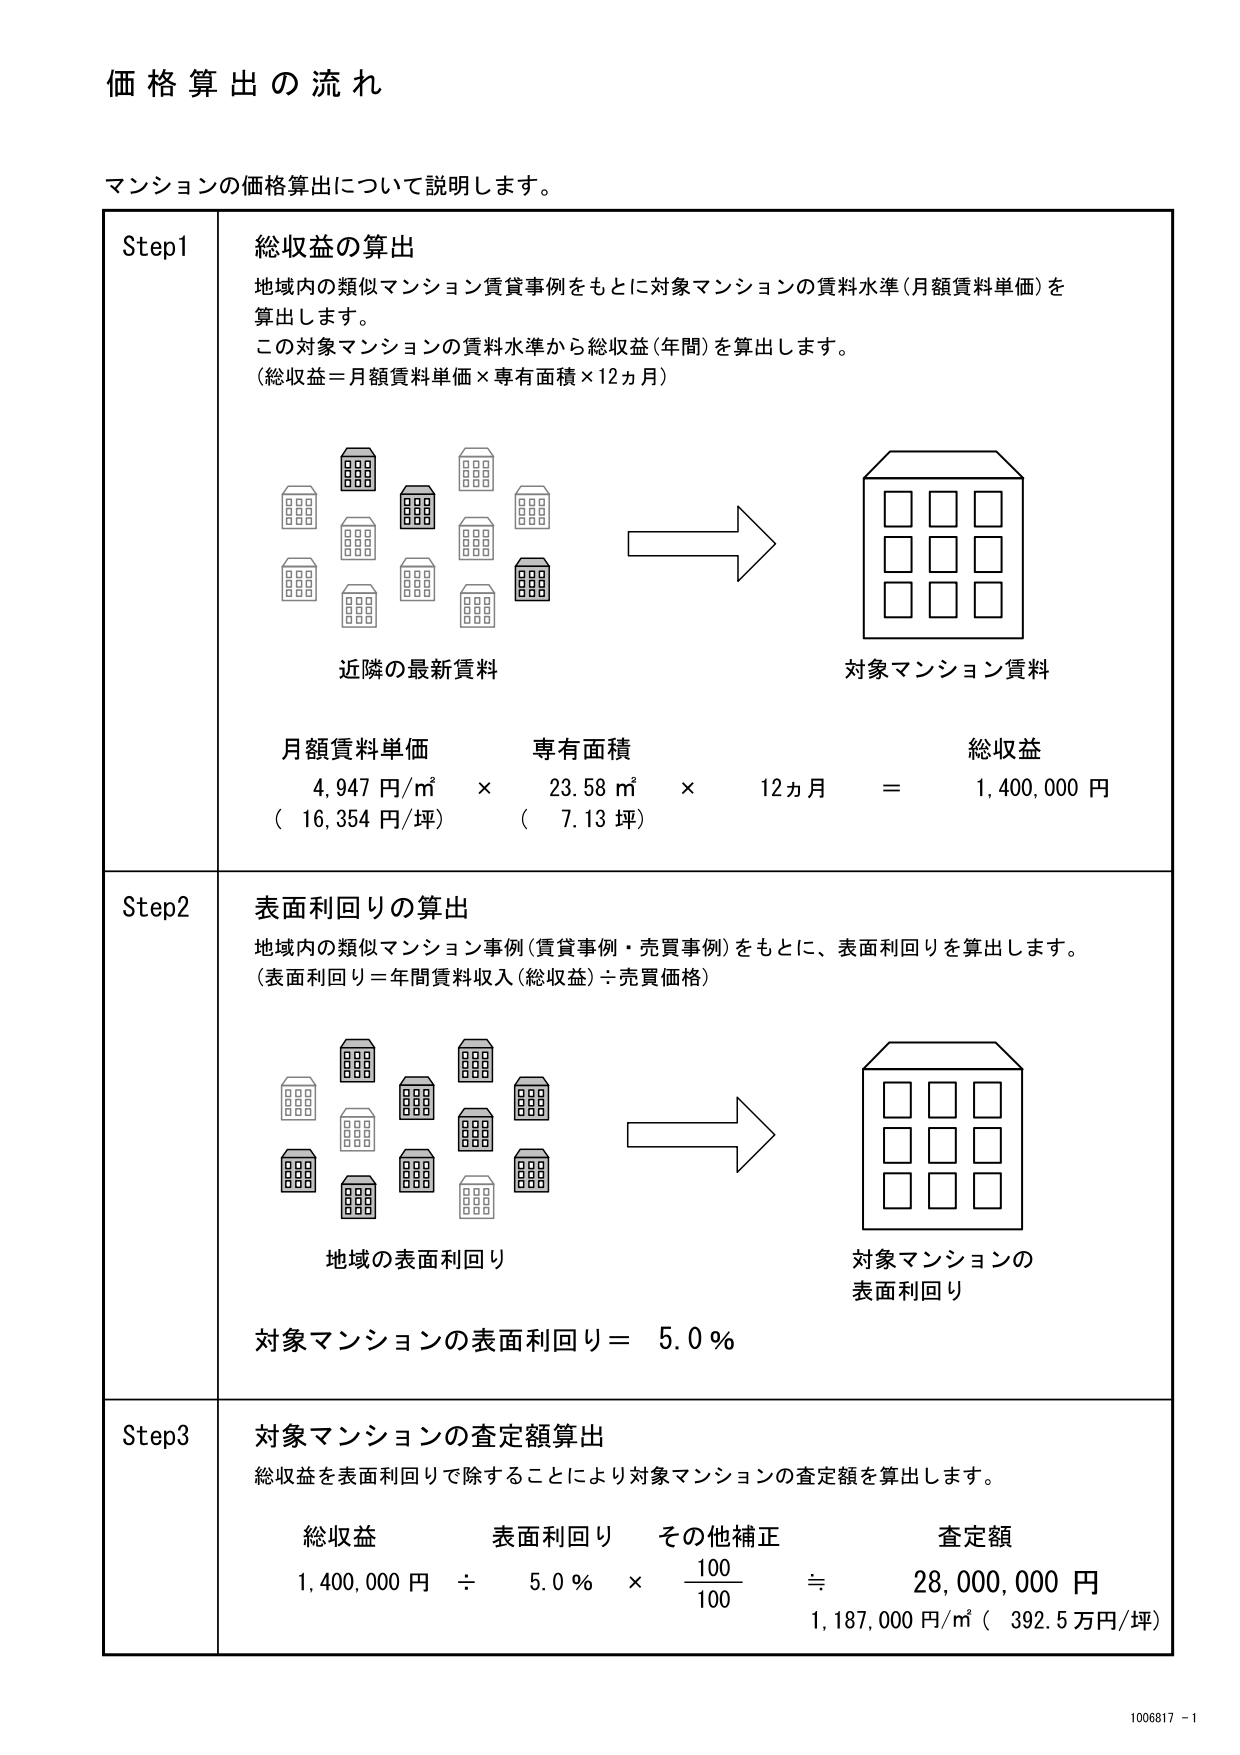 価格算出の流れ
マンションの価格算出について説明します。
Step1
総収益の算出
地域内の類似マンション賃貸事例をもとに対象マンションの賃料水準(月額賃料単価)を
算出します。
この対象マンションの賃料水準から総収益(年間)を算出します。
(総収益＝月額賃料単価×専有面積×12ヵ月)
近隣の最新賃料
対象マンション賃料
月額賃料単価 専有面積 総収益
4,947 円/㎡ × 23.58 ㎡ × 12ヵ月 ＝ 1,400,000 円
( 16,354 円/坪) ( 7.13 坪)
Step2
表面利回りの算出
地域内の類似マンション事例(賃貸事例・売買事例)をもとに、表面利回りを算出します。
(表面利回り＝年間賃料収入(総収益)÷売買価格)
地域の表面利回り
対象マンションの
表面利回り
対象マンションの表面利回り＝ 5.0％
Step3
対象マンションの査定額算出
総収益を表面利回りで除することにより対象マンションの査定額を算出します。
総収益 表面利回り その他補正 査定額
1,400,000 円 ÷ 5.0％ × 100/100 ≒ 28,000,000 円
1,187,000 円/㎡ ( 392.5万円/坪)
1006817 -1